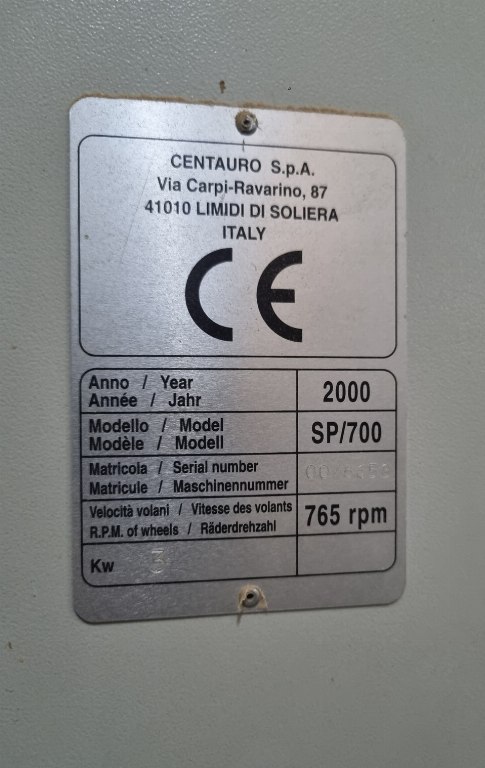 CENTAURO S.p.A.
Via Carpi-Ravarino, 87
41010 LIMIDI DI SOLIERA
ITALY
CE
Anno / Year
Année / Jahr
2000
Modello / Model
Modèle / Modell
SP/700
Matricola / Serial number
Matricule / Maschinennummer
Velocità volani / Vitesse des volants
R.P.M. of wheels / Räderdrehzahl
765 rpm
Kw